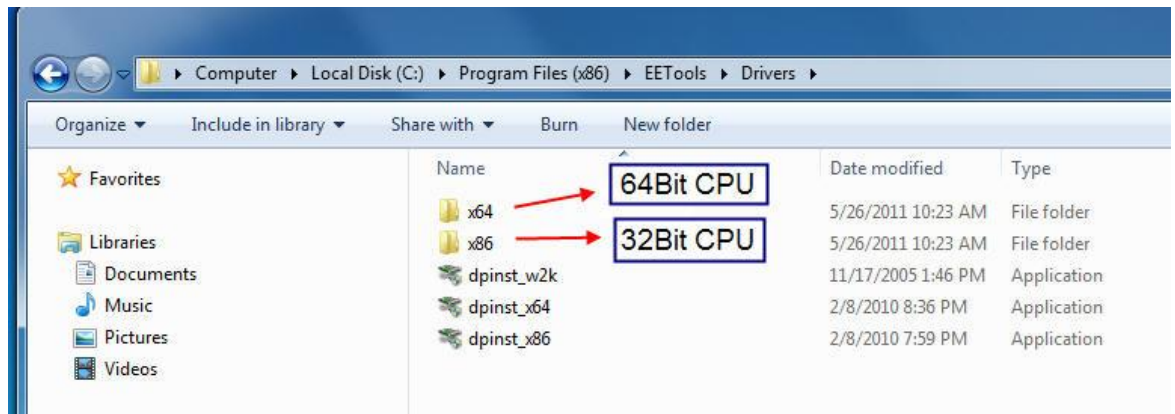 Computer ▸ Local Disk (C:) ▸ Program Files (x86) ▸ EETools ▸ Drivers ▸
Organize ▾ Include in library ▾ Share with ▾ Burn New folder
Favorites
Libraries
Documents
Music
Pictures
Videos
Name Date modified Type
64Bit CPU
x64 5/26/2011 10:23 AM File folder
x86 32Bit CPU 5/26/2011 10:23 AM File folder
dpinst_w2k 11/17/2005 1:46 PM Application
dpinst_x64 2/8/2010 8:36 PM Application
dpinst_x86 2/8/2010 7:59 PM Application